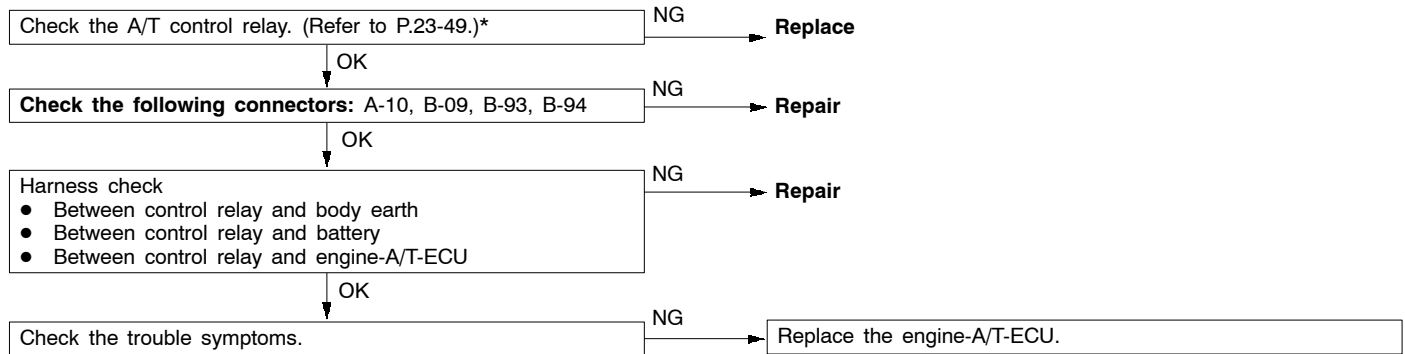 Check the A/T control relay. (Refer to P.23-49.)*
NG
Replace
OK
Check the following connectors: A-10, B-09, B-93, B-94
NG
Repair
OK
Harness check
● Between control relay and body earth
● Between control relay and battery
● Between control relay and engine-A/T-ECU
NG
Repair
OK
Check the trouble symptoms.
NG
Replace the engine-A/T-ECU.